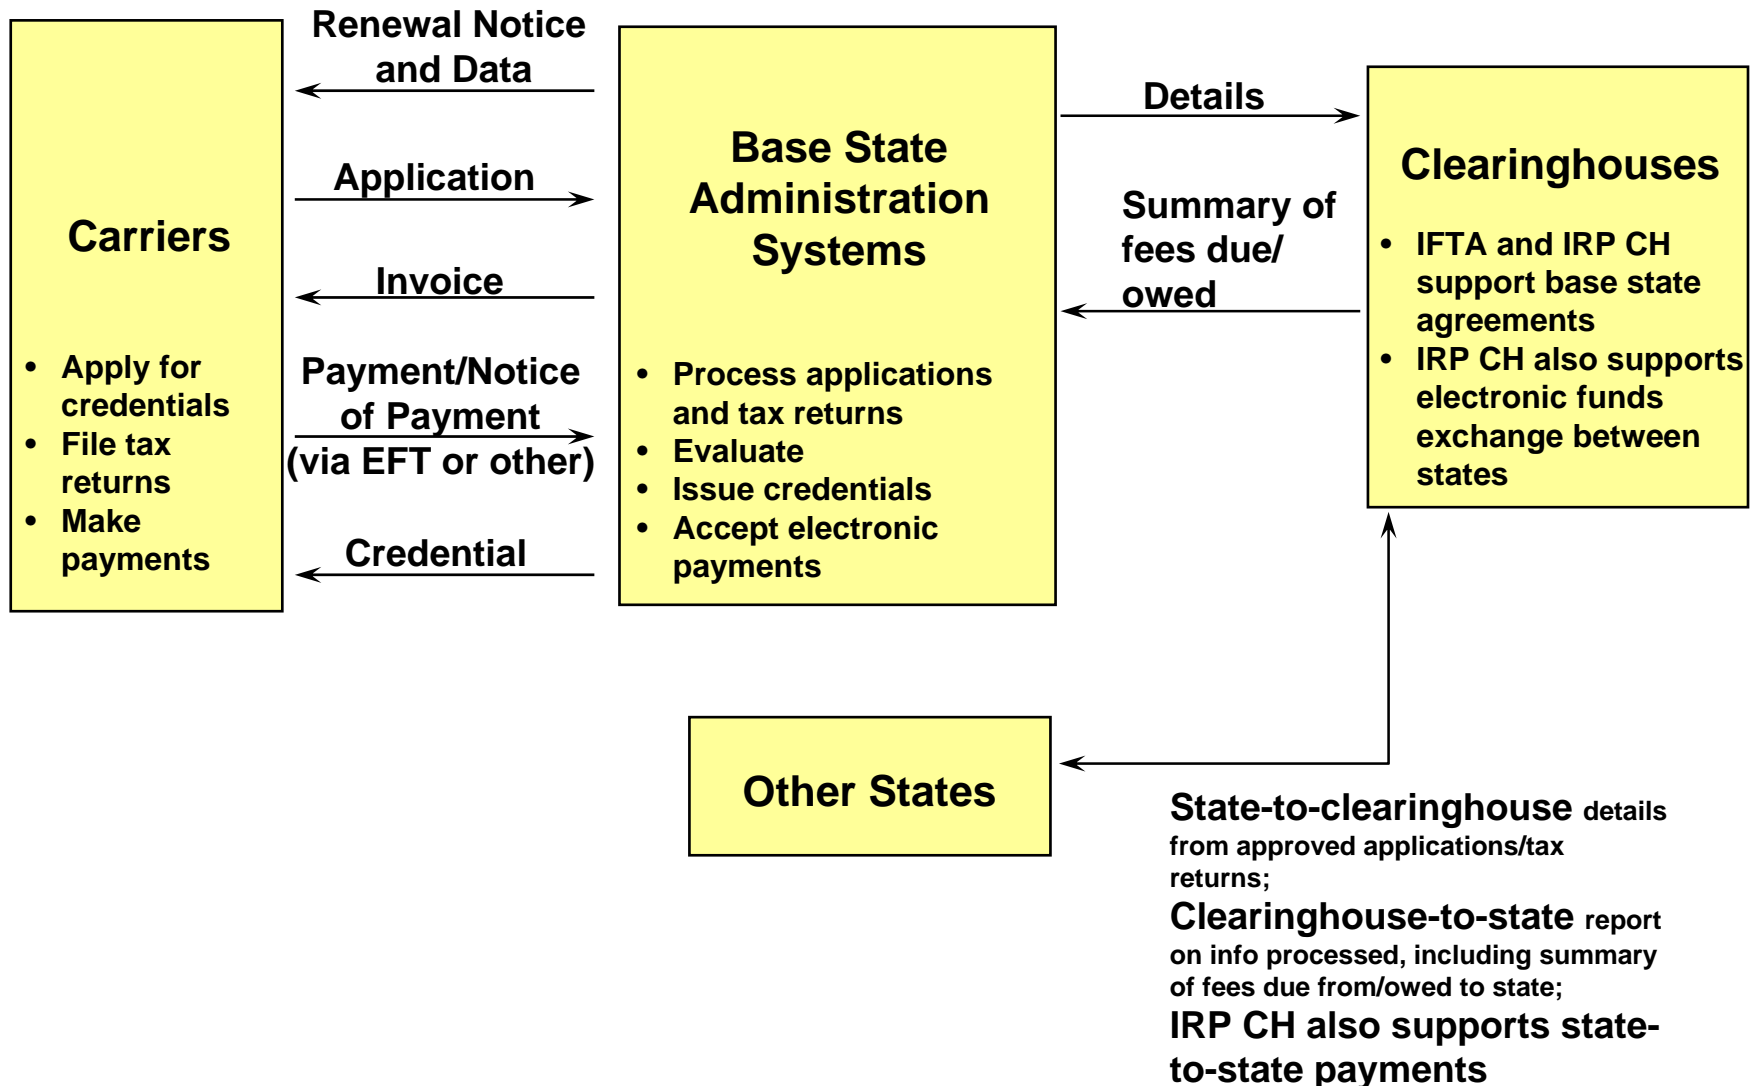 Carriers
• Apply for
credentials
• File tax
returns
• Make
payments
Renewal Notice
and Data
Application
Invoice
Payment/Notice
of Payment
(via EFT or other)
Credential
Base State
Administration
Systems
• Process applications
and tax returns
• Evaluate
• Issue credentials
• Accept electronic
payments
Details
Summary of
fees due/
owed
Clearinghouses
• IFTA and IRP CH
support base state
agreements
• IRP CH also supports
electronic funds
exchange between
states
Other States
State-to-clearinghouse details
from approved applications/tax
returns;
Clearinghouse-to-state report
on info processed, including summary
of fees due from/owed to state;
IRP CH also supports state-
to-state payments